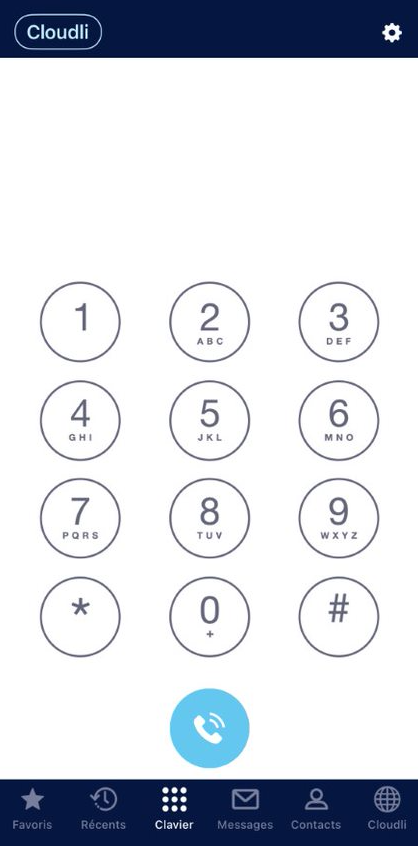 Cloudli
1 2 3
ABC DEF
4 5 6
GHI JKL MNO
7 8 9
PQRS TUV WXYZ
* 0 #
+
Favoris Récents Clavier Messages Contacts Cloudli